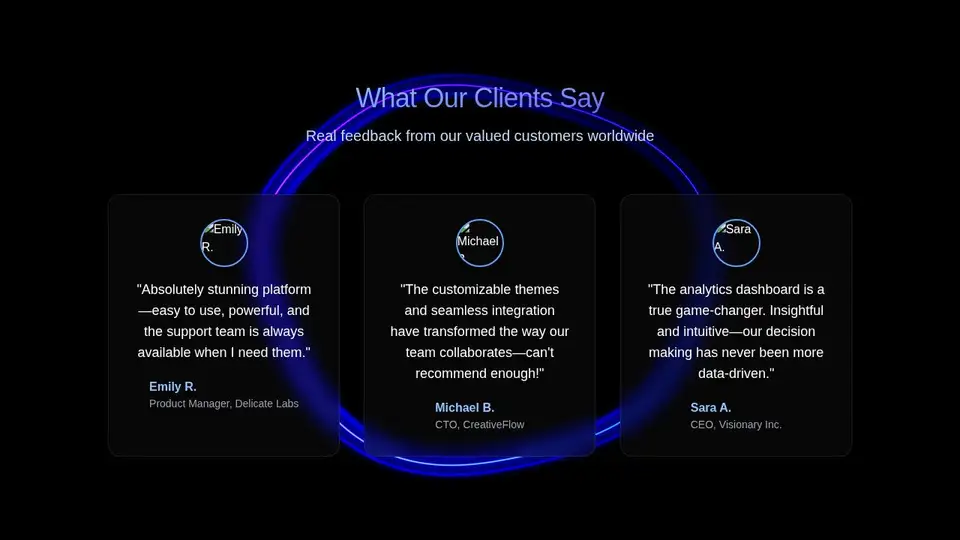 What Our Clients Say
Real feedback from our valued customers worldwide
Emily
R.
"Absolutely stunning platform
—easy to use, powerful, and
the support team is always
available when I need them."
Emily R.
Product Manager, Delicate Labs
Michael
"The customizable themes
and seamless integration
have transformed the way our
team collaborates—can't
recommend enough!"
Michael B.
CTO, CreativeFlow
Sara
A.
"The analytics dashboard is a
true game-changer. Insightful
and intuitive—our decision
making has never been more
data-driven."
Sara A.
CEO, Visionary Inc.